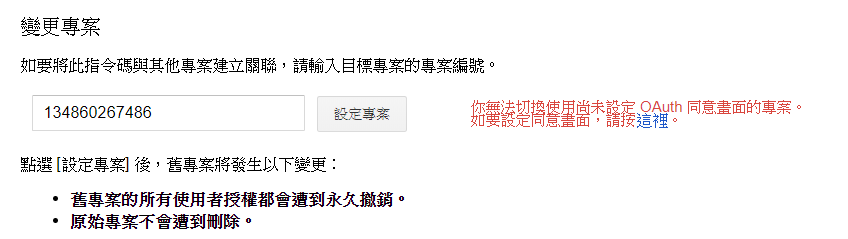 變更專案
如要將此指令碼與其他專案建立關聯，請輸入目標專案的專案編號。
134860267486
設定專案
你無法切換使用尚未設定 OAuth 同意畫面的專案。
如要設定同意畫面，請按這裡。
點選 [設定專案] 後，舊專案將發生以下變更：
• 舊專案的所有使用者授權都會遭到永久撤銷。
• 原始專案不會遭到刪除。